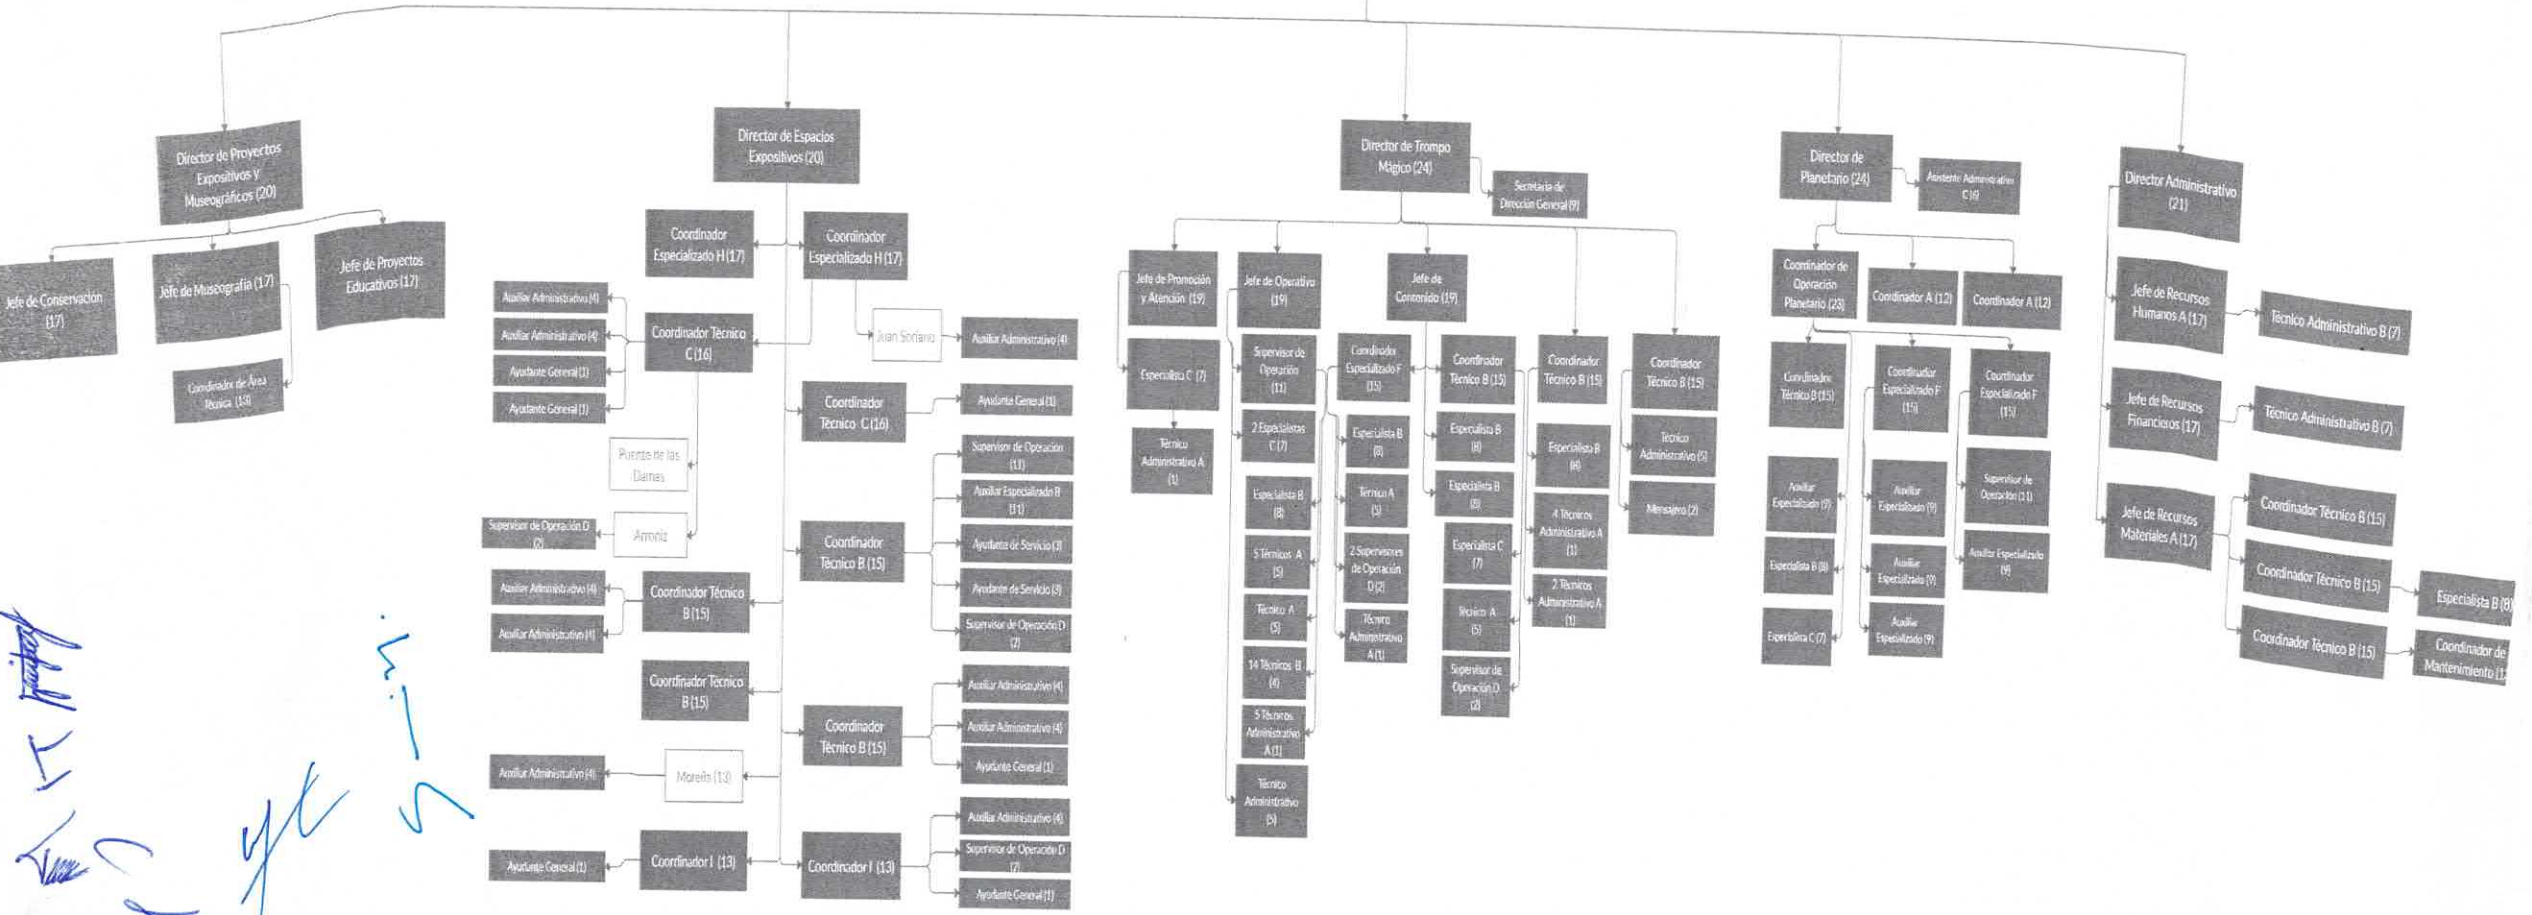 Director de Proyectos
Expositivos y
Museográficos (20)
Jefe de Conservación
(17)
Jefe de Museografía (17)
Jefe de Proyectos
Educativos (17)
Coordinador de Área
Técnica (13)
Director de Espacios
Expositivos (20)
Coordinador
Especializado H (17)
Coordinador
Especializado H (17)
Auxiliar Administrativo (4)
Auxiliar Administrativo (4)
Ayudante General (1)
Ayudante General (1)
Coordinador Técnico
C (16)
Juan Soriano
Auxiliar Administrativo (4)
Coordinador
Técnico C (16)
Ayudante General (1)
Puente de las
Damas
Supervisor de Operación D
(2)
Arroniz
Coordinador
Técnico B (15)
Supervisor de Operación
(11)
Auxiliar Especializado B
(11)
Ayudante de Servicio (3)
Ayudante de Servicio (3)
Supervisor de Operación D
(2)
Auxiliar Administrativo (4)
Auxiliar Administrativo (4)
Coordinador Técnico
B (15)
Coordinador Técnico
B (15)
Coordinador
Técnico B (15)
Auxiliar Administrativo (4)
Auxiliar Administrativo (4)
Ayudante General (1)
Auxiliar Administrativo (4)
Morelis (13)
Ayudante General (1)
Coordinador I (13)
Coordinador I (13)
Auxiliar Administrativo (4)
Supervisor de Operación D
(2)
Ayudante General (1)
Director de Trompo
Mágico (24)
Secretaria de
Dirección General (9)
Jefe de Promoción
y Atención (19)
Especialista C (7)
Técnico
Administrativo A
(1)
Jefe de Operativo
(19)
Supervisor de
Operación
(11)
2 Especialistas
C (7)
Especialista B
(8)
5 Técnicos A
(5)
Técnico A
(5)
14 Técnicos B
(4)
5 Técnicos
Administrativo
A (1)
Técnico
Administrativo
(5)
Coordinador
Especializado F
(15)
Especialista B
(8)
Técnico A
(5)
2 Supervisores
de Operación
D (2)
Técnico
Administrativo
A (1)
Jefe de
Contenido (19)
Coordinador
Técnico B (15)
Especialista B
(8)
Especialista B
(8)
Especialista C
(7)
Técnico A
(5)
Supervisor de
Operación D
(2)
Coordinador
Técnico B (15)
Especialista B
(8)
4 Técnicos
Administrativo A
(1)
2 Técnicos
Administrativo A
(1)
Coordinador
Técnico B (15)
Técnico
Administrativo (5)
Mensajero (2)
Director de
Planetario (24)
Asistente Administrativo
C (6)
Coordinador de
Operación
Planetario (23)
Coordinador A (12)
Coordinador A (12)
Coordinador
Técnico B (15)
Auxiliar
Especializado (9)
Especialista B (8)
Especialista C (7)
Coordinador
Especializado F
(15)
Auxiliar
Especializado (9)
Auxiliar
Especializado (9)
Auxiliar
Especializado (9)
Coordinador
Especializado F
(15)
Supervisor de
Operación (11)
Auxiliar Especializado
(9)
Director Administrativo
(21)
Jefe de Recursos
Humanos A (17)
Técnico Administrativo B (7)
Jefe de Recursos
Financieros (17)
Técnico Administrativo B (7)
Jefe de Recursos
Materiales A (17)
Coordinador Técnico B (15)
Coordinador Técnico B (15)
Especialista B (8)
Coordinador Técnico B (15)
Coordinador de
Mantenimiento